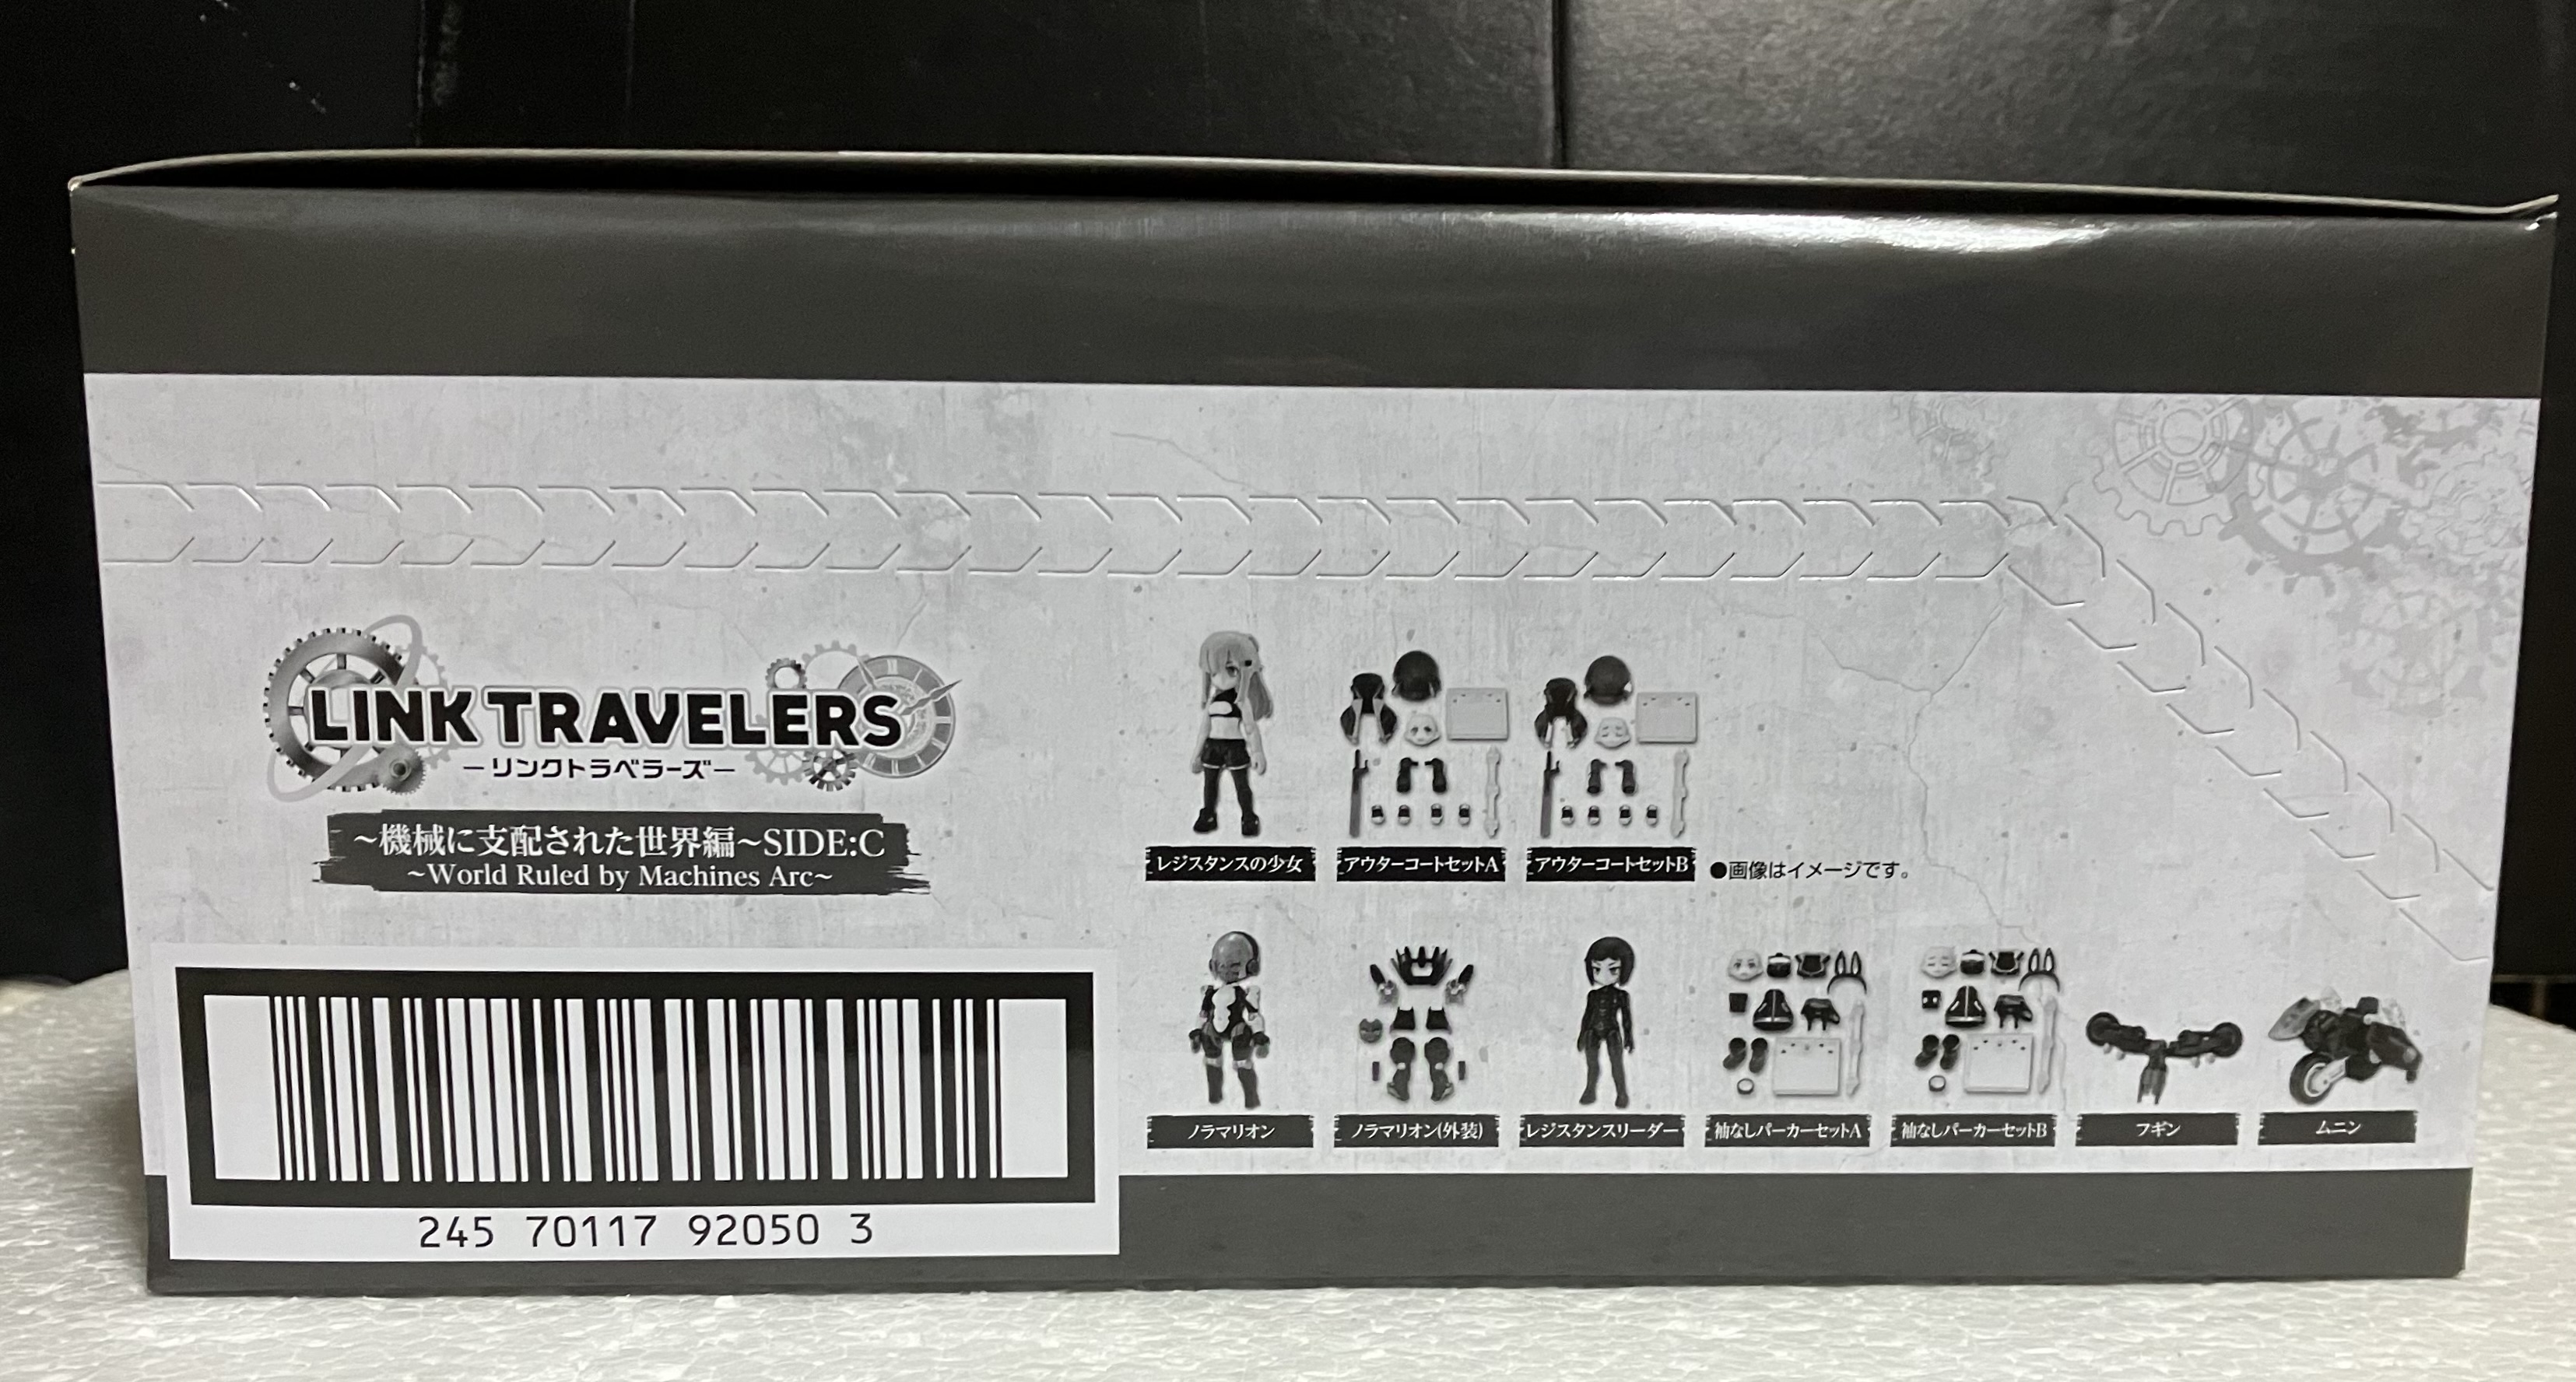 LINK TRAVELERS
－リンクトラベラーズ－
～機械に支配された世界編～SIDE:C
~World Ruled by Machines Arc~
レジスタンスの少女
アウターコートセットA
アウターコートセットB
●画像はイメージです。
ノラマリオン
ノラマリオン(外装)
レジスタンスリーダー
袖なしパーカーセットA
袖なしパーカーセットB
フギン
ムニン
245 70117 92050 3